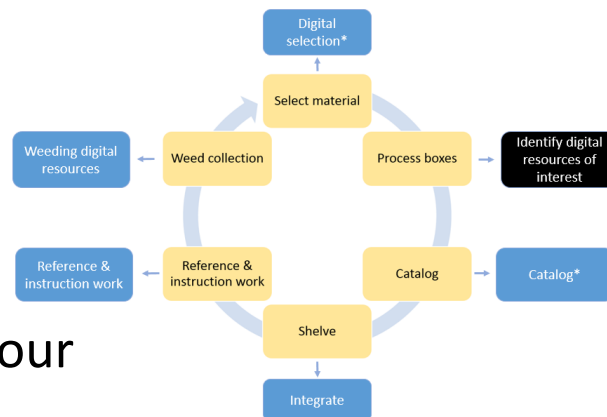 Digital
selection*
Select material
Process boxes
Identify digital
resources of
interest
Catalog
Catalog*
Shelve
Integrate
Reference &
instruction work
Reference &
instruction work
Weed collection
Weeding digital
resources
our